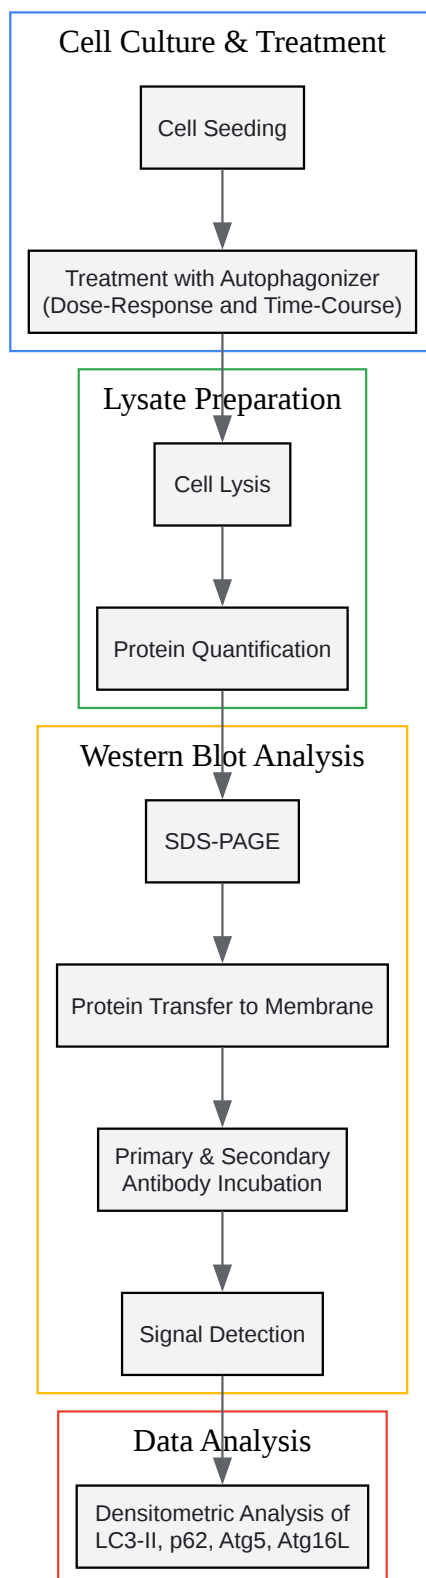 Cell Culture & Treatment
Cell Seeding
Treatment with Autophagonizer
(Dose-Response and Time-Course)
Lysate Preparation
Cell Lysis
Protein Quantification
Western Blot Analysis
SDS-PAGE
Protein Transfer to Membrane
Primary & Secondary
Antibody Incubation
Signal Detection
Data Analysis
Densitometric Analysis of
LC3-II, p62, Atg5, Atg16L